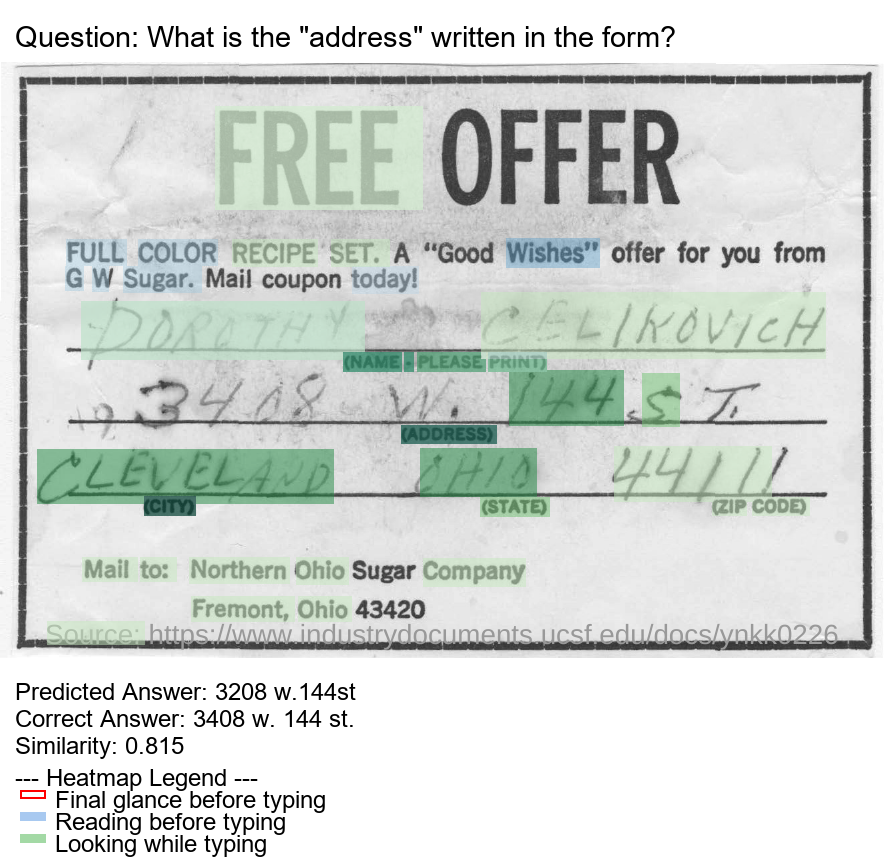 Question: What is the "address" written in the form?
FREE OFFER
FULL COLOR RECIPE SET. A “Good Wishes” offer for you from
G W Sugar. Mail coupon today!
DOROTHY CELIKOVICH
(NAME - PLEASE PRINT)
3408 W. 144 ST.
(ADDRESS)
CLEVELAND OHIO 44111
(CITY) (STATE) (ZIP CODE)
Mail to: Northern Ohio Sugar Company
Fremont, Ohio 43420
Source: https://www.industrydocuments.ucsf.edu/docs/ynkk0226
Predicted Answer: 3208 w.144st
Correct Answer: 3408 w. 144 st.
Similarity: 0.815
--- Heatmap Legend ---
Final glance before typing
Reading before typing
Looking while typing